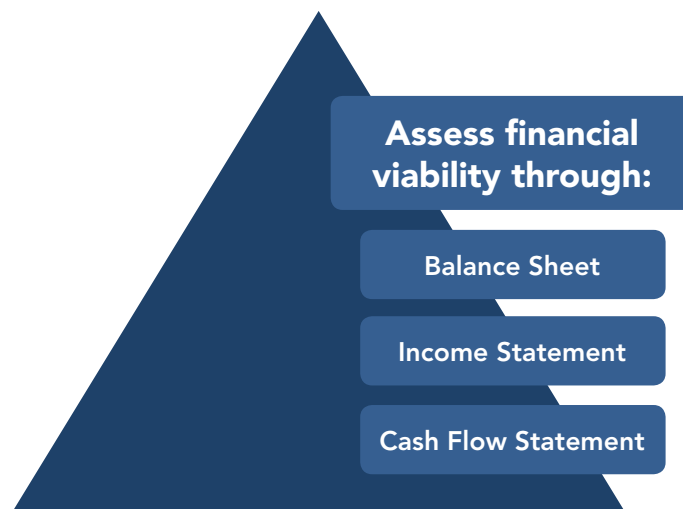 Assess financial
viability through:
Balance Sheet
Income Statement
Cash Flow Statement